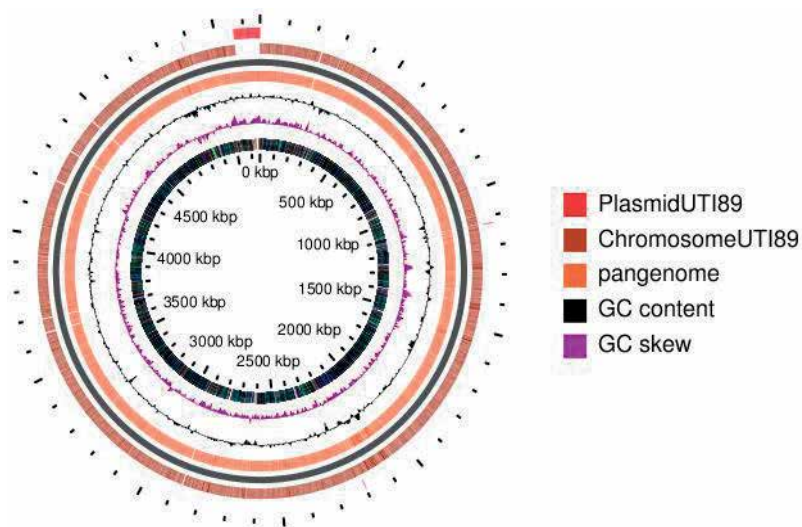 0 kbp
500 kbp
1000 kbp
1500 kbp
2000 kbp
2500 kbp
3000 kbp
3500 kbp
4000 kbp
4500 kbp
PlasmidUTI89
ChromosomeUTI89
pangenome
GC content
GC skew